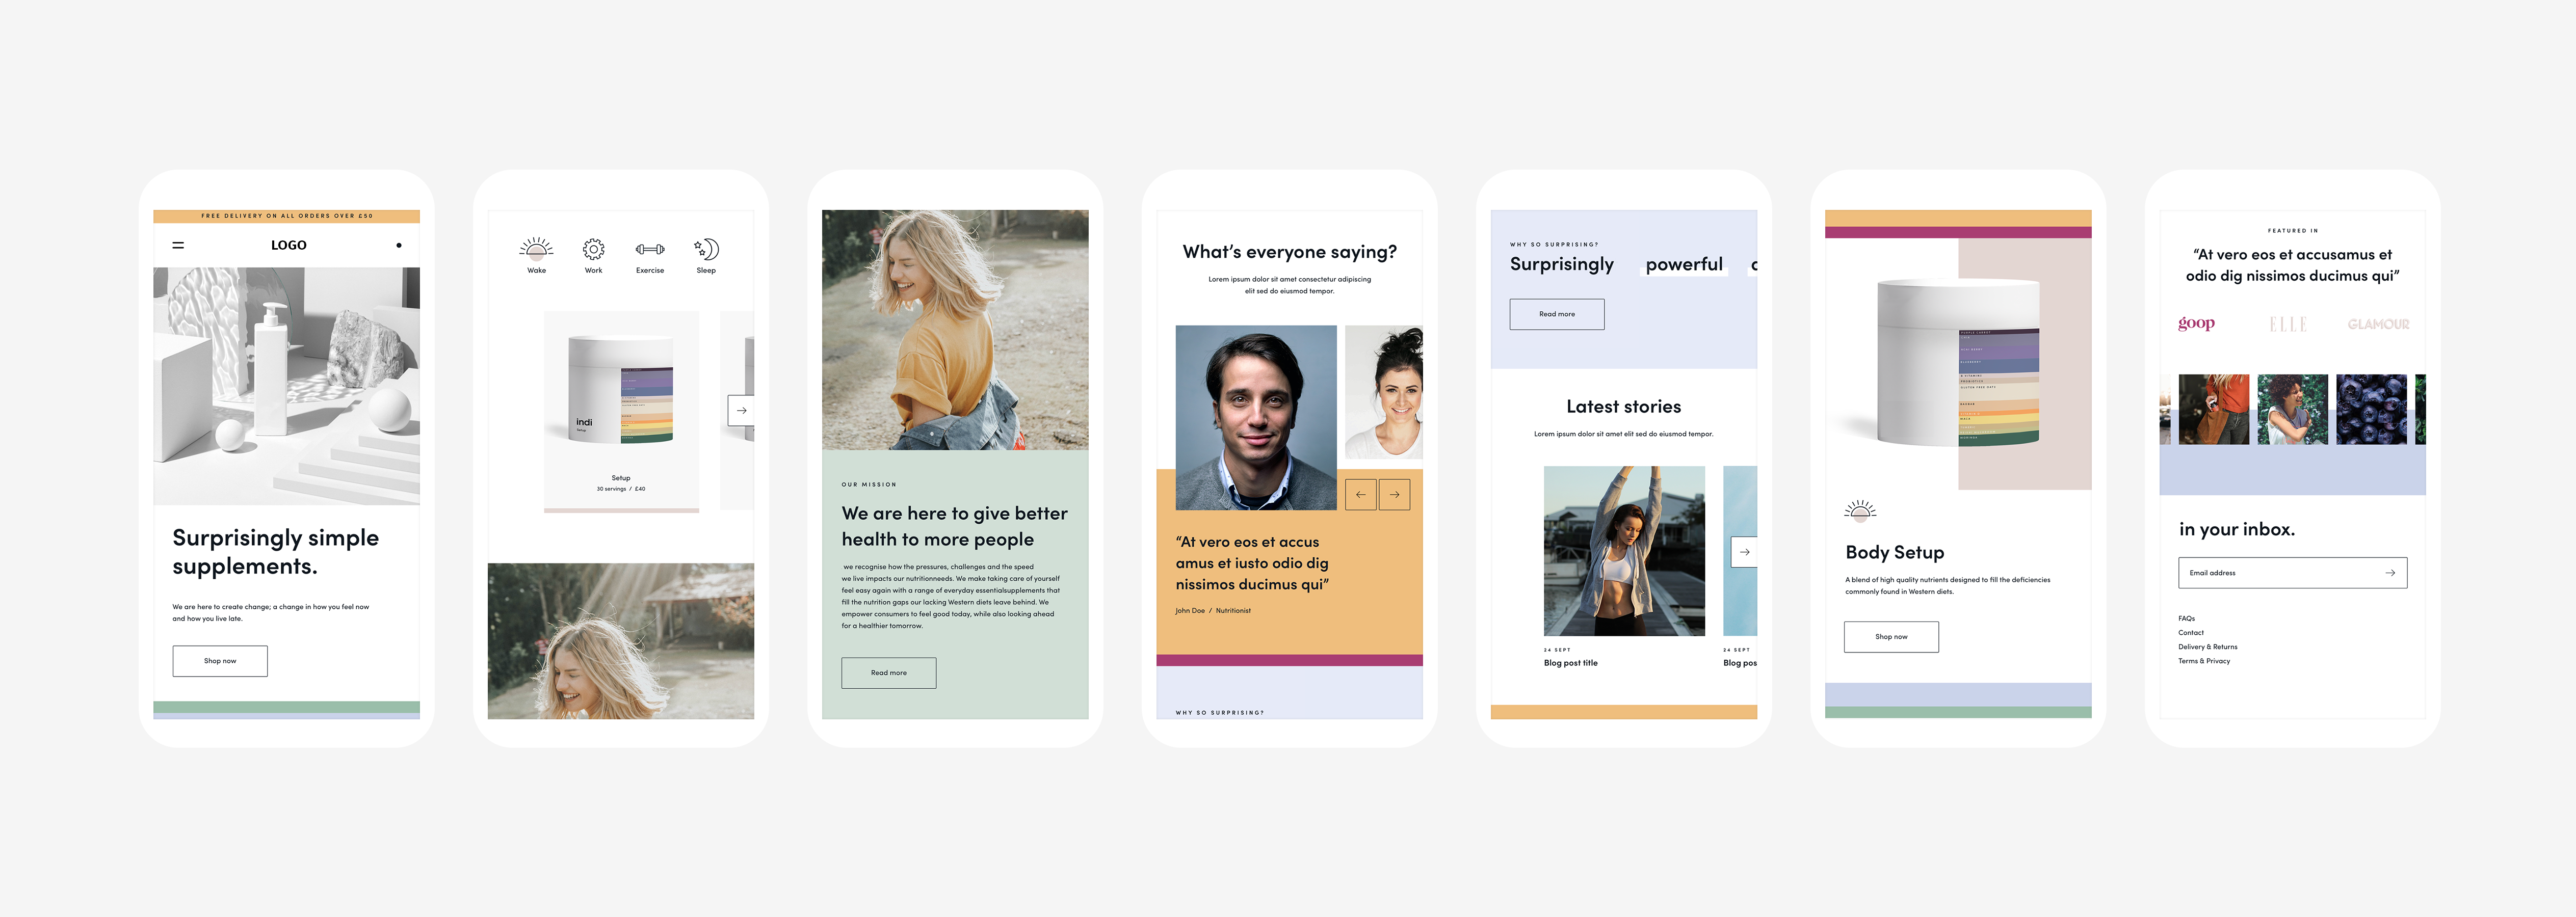 FREE DELIVERY ON ALL ORDERS OVER £50
LOGO
Surprisingly simple
supplements.
We are here to create change; a change in how you feel now
and how you live late.
Shop now
Wake
Work
Exercise
Sleep
indi
Setup
Setup
30 servings / £40
OUR MISSION
We are here to give better
health to more people
we recognise how the pressures, challenges and the speed
we live impacts our nutritionneeds. We make taking care of yourself
feel easy again with a range of everyday essentialsupplements that
fill the nutrition gaps our lacking Western diets leave behind. We
empower consumers to feel good today, while also looking ahead
for a healthier tomorrow.
Read more
What's everyone saying?
Lorem ipsum dolor sit amet consectetur adipiscing
elit sed do eiusmod tempor.
“At vero eos et accus
amus et iusto odio dig
nissimos ducimus qui”
John Doe / Nutritionist
WHY SO SURPRISING?
WHY SO SURPRISING?
Surprisingly powerful
Read more
Latest stories
Lorem ipsum dolor sit amet elit sed do eiusmod tempor.
24 SEPT
Blog post title
24 SEPT
Blog pos
Body Setup
A blend of high quality nutrients designed to fill the deficiencies
commonly found in Western diets.
Shop now
FEATURED IN
“At vero eos et accusamus et
odio dig nissimos ducimus qui”
goop
ELLE
GLAMOUR
in your inbox.
Email address
FAQs
Contact
Delivery & Returns
Terms & Privacy